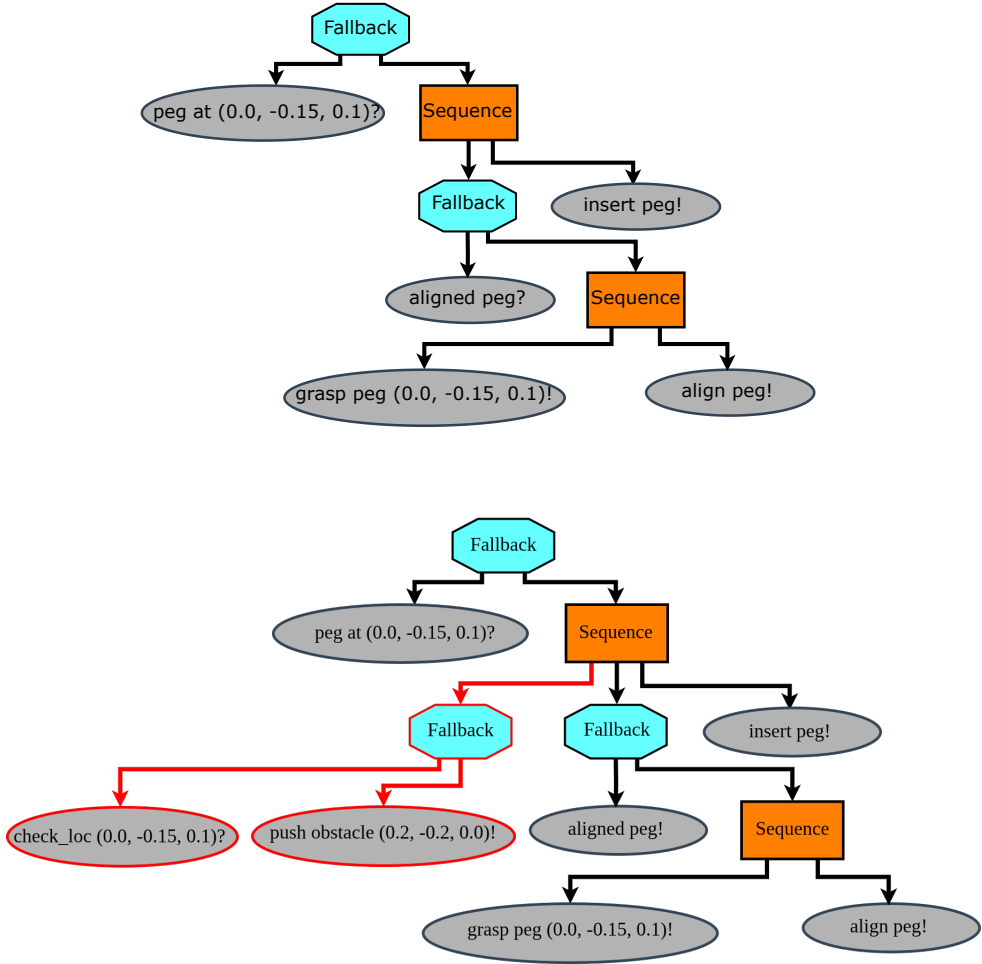 Fallback
peg at (0.0, -0.15, 0.1)?
Sequence
Fallback
insert peg!
aligned peg?
Sequence
grasp peg (0.0, -0.15, 0.1)!
align peg!
Fallback
peg at (0.0, -0.15, 0.1)?
Sequence
Fallback
Fallback
insert peg!
check_loc (0.0, -0.15, 0.1)?
push obstacle (0.2, -0.2, 0.0)!
aligned peg!
Sequence
grasp peg (0.0, -0.15, 0.1)!
align peg!